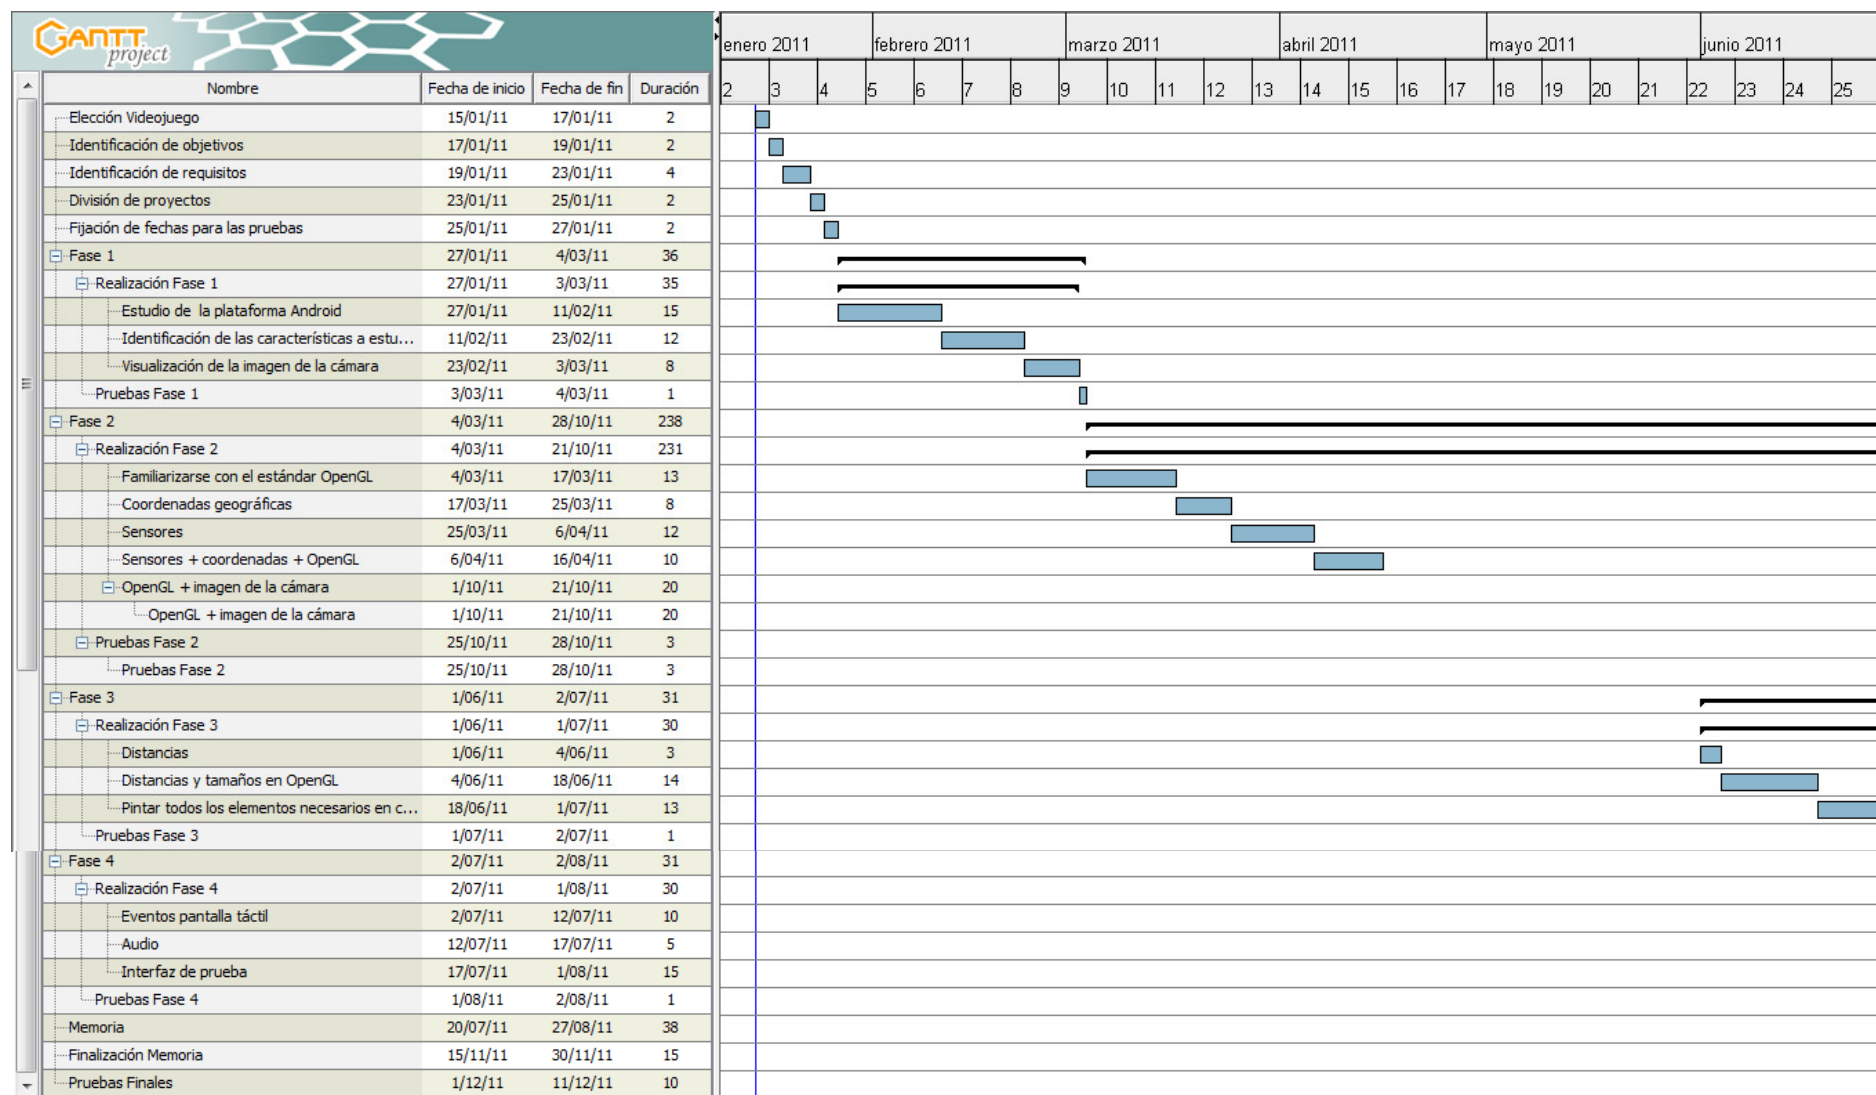 GANTT
project
enero 2011 febrero 2011 marzo 2011 abril 2011 mayo 2011 junio 2011
Nombre Fecha de inicio Fecha de fin Duración 2 3 4 5 6 7 8 9 10 11 12 13 14 15 16 17 18 19 20 21 22 23 24 25
Elección Videojuego 15/01/11 17/01/11 2
Identificación de objetivos 17/01/11 19/01/11 2
Identificación de requisitos 19/01/11 23/01/11 4
División de proyectos 23/01/11 25/01/11 2
Fijación de fechas para las pruebas 25/01/11 27/01/11 2
Fase 1 27/01/11 4/03/11 36
Realización Fase 1 27/01/11 3/03/11 35
Estudio de la plataforma Android 27/01/11 11/02/11 15
Identificación de las características a estu... 11/02/11 23/02/11 12
Visualización de la imagen de la cámara 23/02/11 3/03/11 8
Pruebas Fase 1 3/03/11 4/03/11 1
Fase 2 4/03/11 28/10/11 238
Realización Fase 2 4/03/11 21/10/11 231
Familiarizarse con el estándar OpenGL 4/03/11 17/03/11 13
Coordenadas geográficas 17/03/11 25/03/11 8
Sensores 25/03/11 6/04/11 12
Sensores + coordenadas + OpenGL 6/04/11 16/04/11 10
OpenGL + imagen de la cámara 1/10/11 21/10/11 20
OpenGL + imagen de la cámara 1/10/11 21/10/11 20
Pruebas Fase 2 25/10/11 28/10/11 3
Pruebas Fase 2 25/10/11 28/10/11 3
Fase 3 1/06/11 2/07/11 31
Realización Fase 3 1/06/11 1/07/11 30
Distancias 1/06/11 4/06/11 3
Distancias y tamaños en OpenGL 4/06/11 18/06/11 14
Pintar todos los elementos necesarios en c... 18/06/11 1/07/11 13
Pruebas Fase 3 1/07/11 2/07/11 1
Fase 4 2/07/11 2/08/11 31
Realización Fase 4 2/07/11 1/08/11 30
Eventos pantalla táctil 2/07/11 12/07/11 10
Audio 12/07/11 17/07/11 5
Interfaz de prueba 17/07/11 1/08/11 15
Pruebas Fase 4 1/08/11 2/08/11 1
Memoria 20/07/11 27/08/11 38
Finalización Memoria 15/11/11 30/11/11 15
Pruebas Finales 1/12/11 11/12/11 10